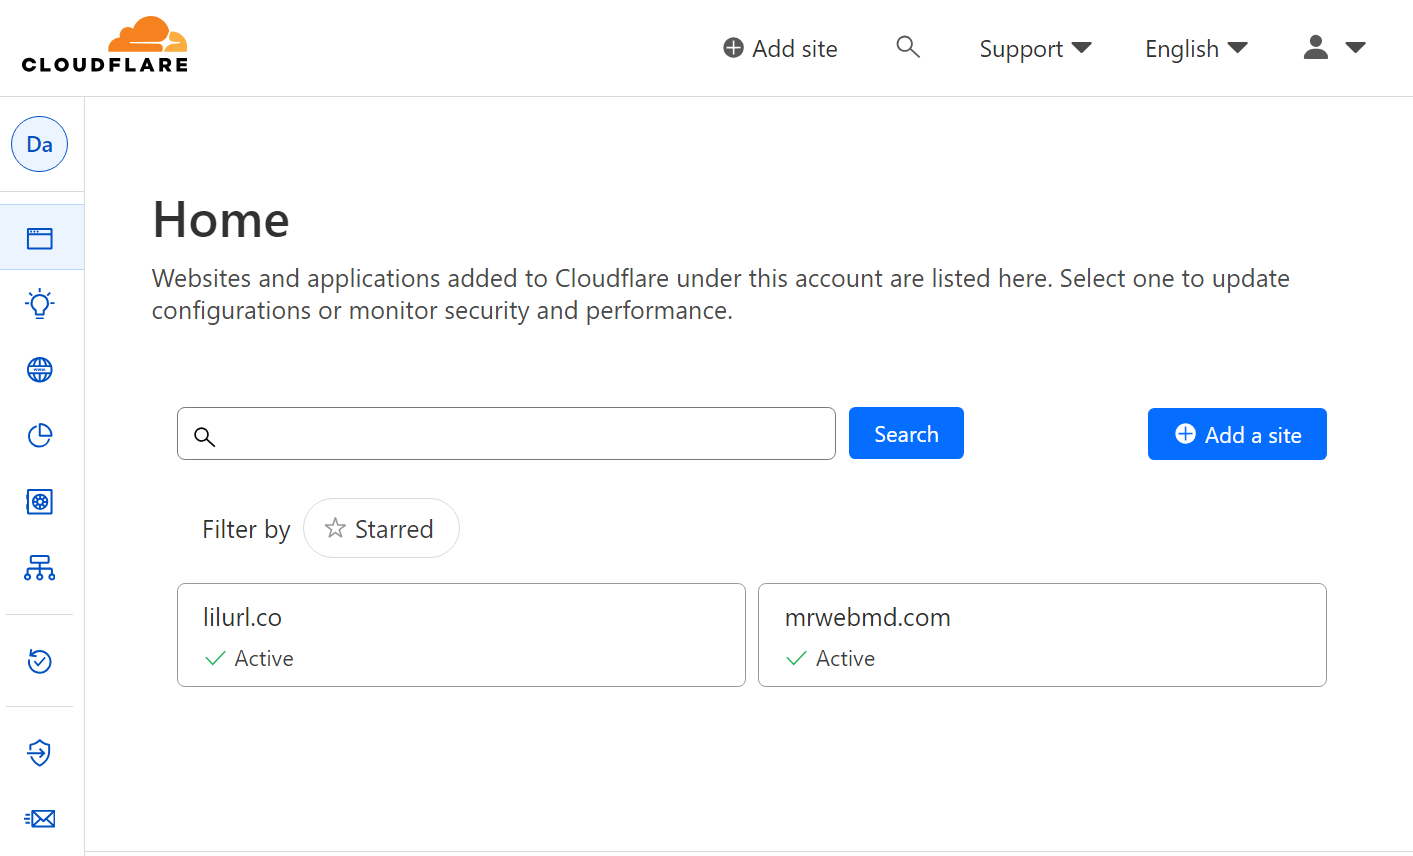 CLOUDFLARE
Add site
Support
English
Da
Home
Websites and applications added to Cloudflare under this account are listed here. Select one to update
configurations or monitor security and performance.
Search
Add a site
Filter by
Starred
lilurl.co
Active
mrwebmd.com
Active
www.